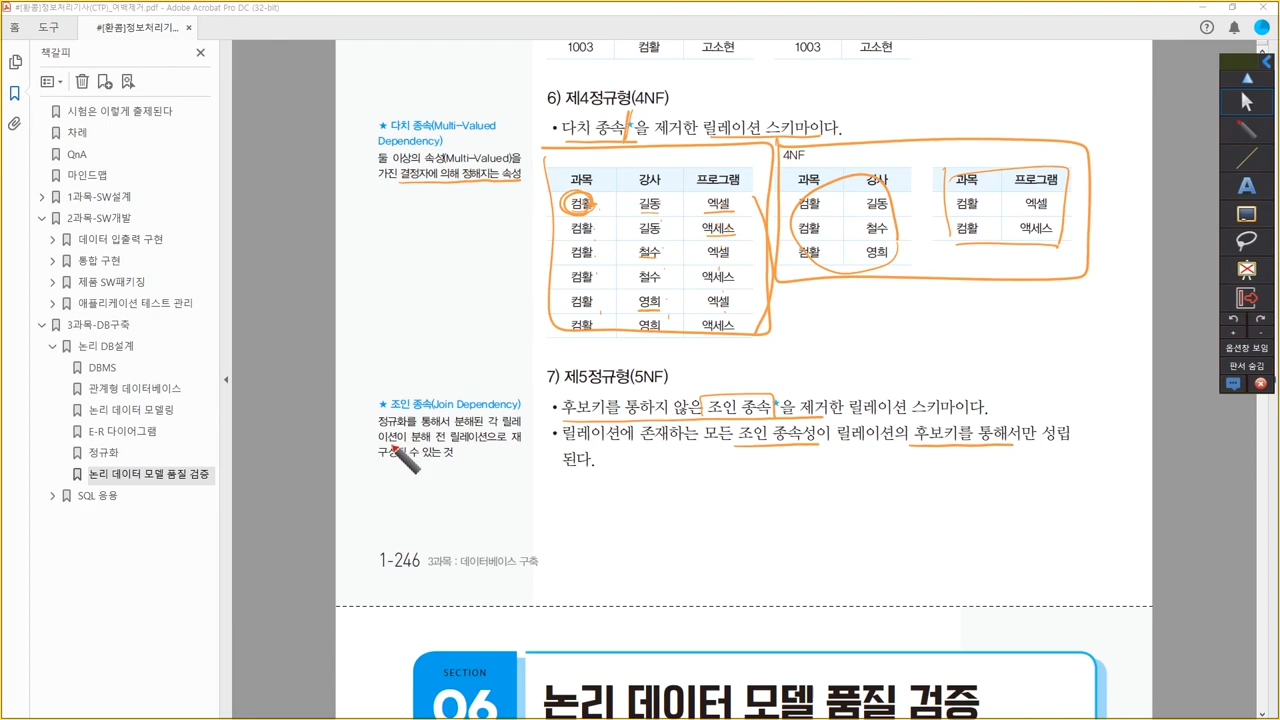 #[환콤]정보처리기사(CTP)_여백제거.pdf - Adobe Acrobat Pro DC (32-bit)
홈 도구 #[환콤]정보처리기... ×
책갈피
시험은 이렇게 출제된다
차례
QnA
마인드맵
1과목-SW설계
2과목-SW개발
데이터 입출력 구현
통합 구현
제품 SW패키징
애플리케이션 테스트 관리
3과목-DB구축
논리 DB설계
DBMS
관계형 데이터베이스
논리 데이터 모델링
E-R 다이어그램
정규화
논리 데이터 모델 품질 검증
SQL 응용
1003 컴활 고소현 1003 고소현
6) 제4정규형(4NF)
★ 다치 종속(Multi-Valued
Dependency)
둘 이상의 속성(Multi-Valued)을
가진 결정자에 의해 정해지는 속성
• 다치 종속★을 제거한 릴레이션 스키마이다.
4NF
과목 강사 프로그램 과목 강사 과목 프로그램
컴활 길동 엑셀 컴활 길동 컴활 엑셀
컴활 길동 액세스 컴활 철수 컴활 액세스
컴활 철수 엑셀 컴활 영희
컴활 철수 액세스
컴활 영희 엑셀
컴활 영희 액세스
7) 제5정규형(5NF)
★ 조인 종속(Join Dependency)
정규화를 통해서 분해된 각 릴레
이션이 분해 전 릴레이션으로 재
구성될 수 있는 것
• 후보키를 통하지 않은 조인 종속★을 제거한 릴레이션 스키마이다.
• 릴레이션에 존재하는 모든 조인 종속성이 릴레이션의 후보키를 통해서만 성립
된다.
1-246 3과목 : 데이터베이스 구축
SECTION
06
논리 데이터 모델 품질 검증
옵션창 보임
판서 숨김